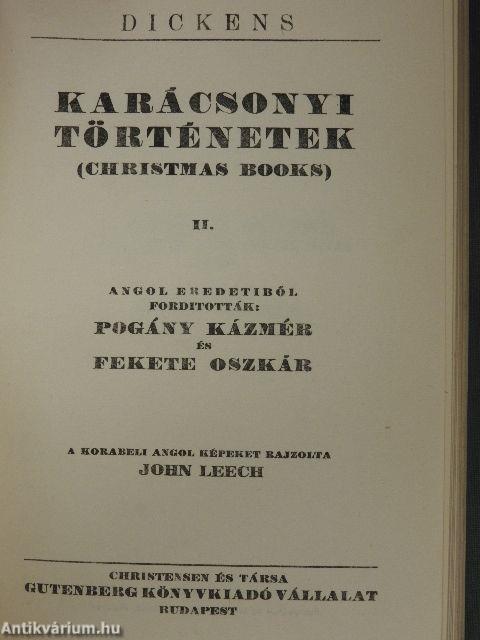 DICKENS
KARÁCSONYI
TÖRTÉNETEK
(CHRISTMAS BOOKS)
II.
ANGOL EREDETIBŐL
FORDITOTTÁK:
POGÁNY KÁZMÉR
ÉS
FEKETE OSZKÁR
A KORABELI ANGOL KÉPEKET RAJZOLTA
JOHN LEECH
CHRISTENSEN ÉS TÁRSA
GUTENBERG KÖNYVKIADÓ VÁLLALAT
BUDAPEST
Antikvárium.hu